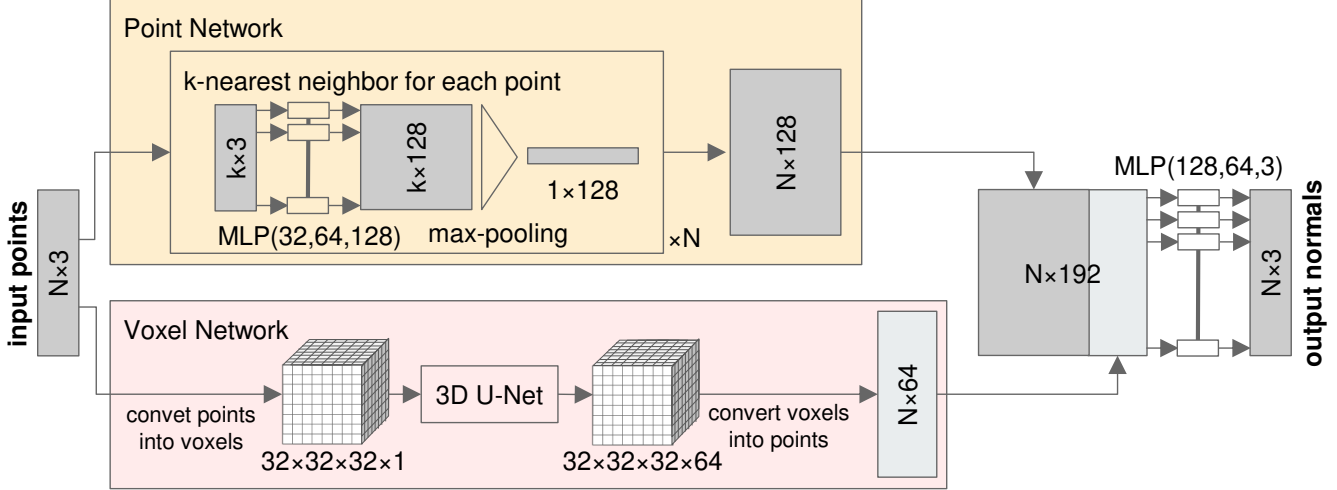 input points
N×3
Point Network
k-nearest neighbor for each point
k×3
MLP(32,64,128)
k×128
max-pooling
1×128
×N
N×128
Voxel Network
convet points
into voxels
32×32×32×1
3D U-Net
32×32×32×64
convert voxels
into points
N×64
N×192
MLP(128,64,3)
N×3
output normals